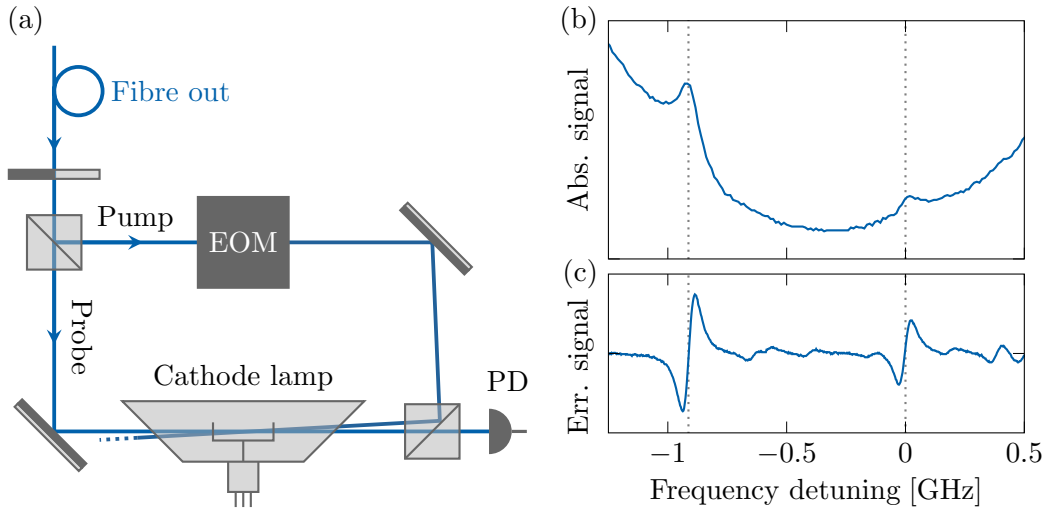 (a)
Fibre out
Pump
EOM
Probe
Cathode lamp
PD
(b)
Abs. signal
(c)
Err. signal
−1
−0.5
0
0.5
Frequency detuning [GHz]